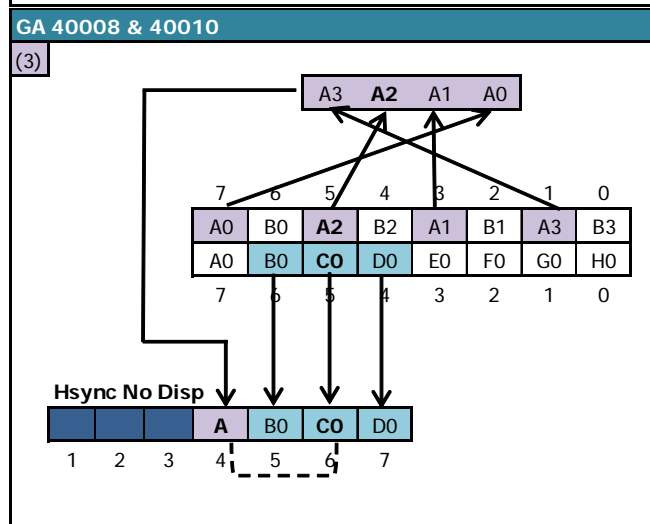 GA 40008 & 40010
(3)
A3 A2 A1 A0
7 6 5 4 3 2 1 0
A0 B0 A2 B2 A1 B1 A3 B3
A0 B0 C0 D0 E0 F0 G0 H0
7 6 5 4 3 2 1 0
Hsync No Disp
A B0 C0 D0
1 2 3 4 5 6 7